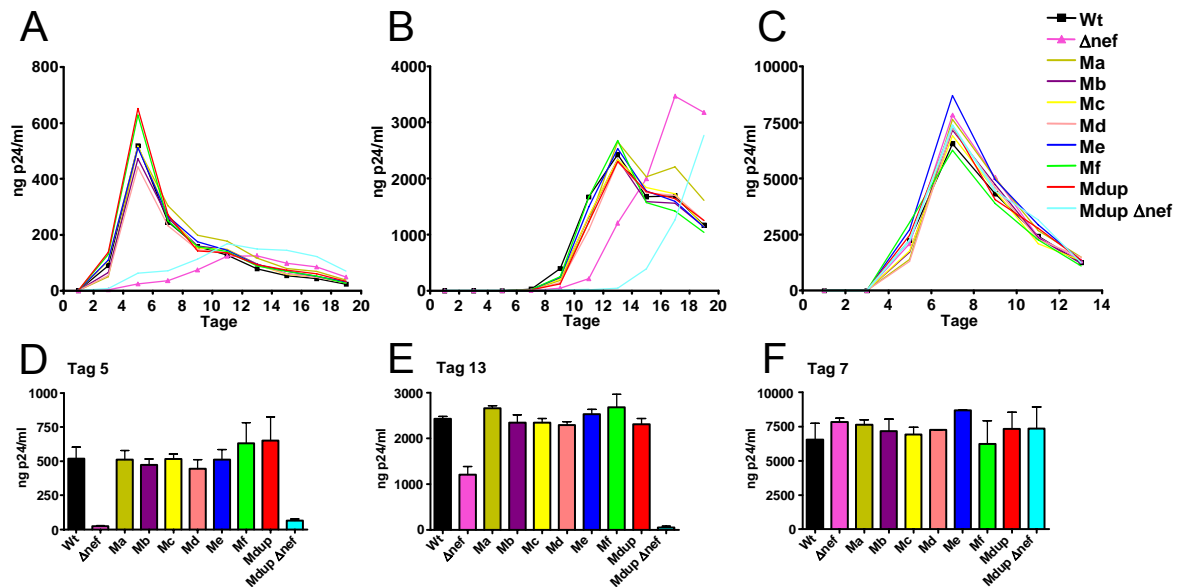 A
B
C
Wt
Δnef
Ma
Mb
Mc
Md
Me
Mf
Mdup
Mdup Δnef
ng p24/ml
800
600
400
200
0
0 2 4 6 8 10 12 14 16 18 20
Tage
ng p24/ml
4000
3000
2000
1000
0
0 2 4 6 8 10 12 14 16 18 20
Tage
ng p24/ml
10000
7500
5000
2500
0
0 2 4 6 8 10 12 14
Tage
D Tag 5
ng p24/ml
1000
750
500
250
0
Wt Δnef Ma Mb Mc Md Me Mf Mdup Mdup Δnef
E Tag 13
ng p24/ml
3000
2000
1000
0
Wt Δnef Ma Mb Mc Md Me Mf Mdup Mdup Δnef
F Tag 7
ng p24/ml
10000
7500
5000
2500
0
Wt Δnef Ma Mb Mc Md Me Mf Mdup Mdup Δnef